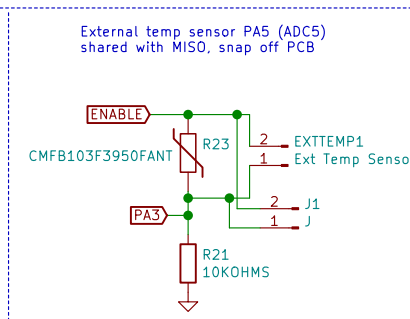 External temp sensor PA5 (ADC5)
shared with MISO, snap off PCB
ENABLE
R23
CMFB103F3950FANT
2
EXTTEMP1
1
Ext Temp Senso
2
J1
PA3
1
J
R21
10KOHMS